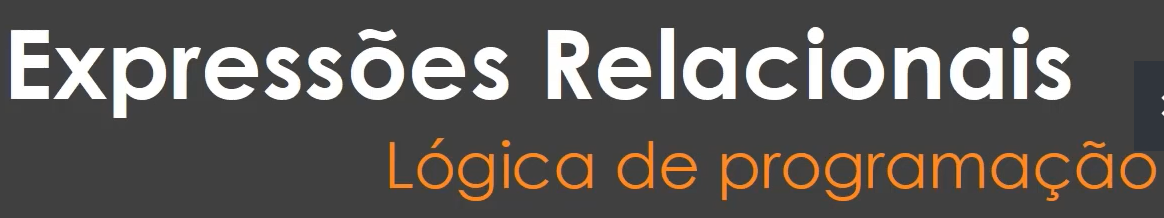 Expressões Relacionais
Lógica de programação